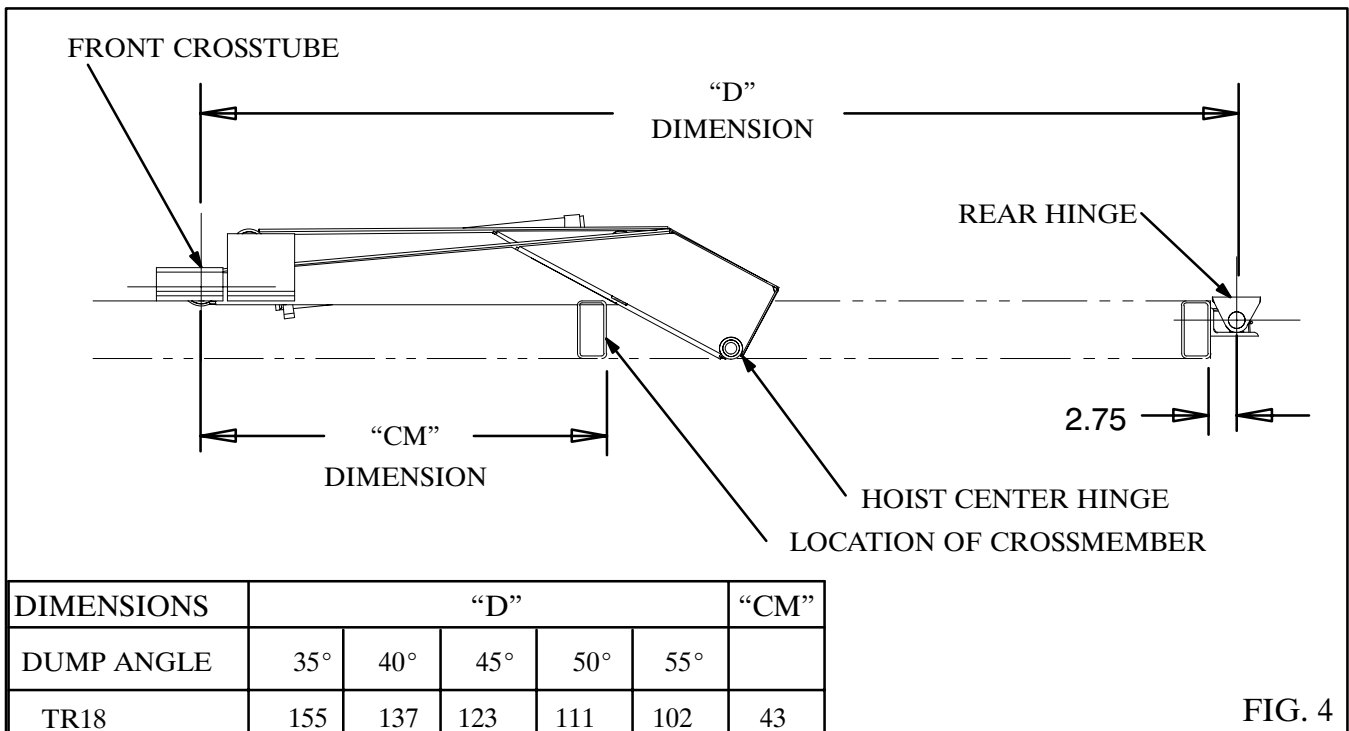 FRONT CROSSTUBE
“D”
DIMENSION
REAR HINGE
2.75
“CM”
DIMENSION
HOIST CENTER HINGE
LOCATION OF CROSSMEMBER
DIMENSIONS “D” “CM”
DUMP ANGLE 35° 40° 45° 50° 55°
TR18 155 137 123 111 102 43
FIG. 4